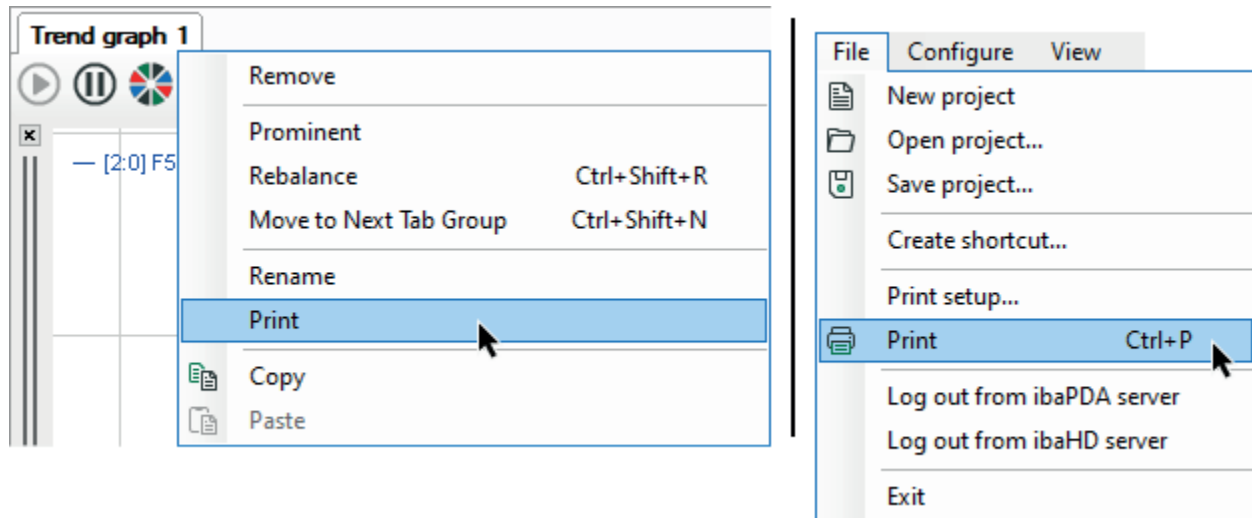 Trend graph 1
[2:0] F5
Remove
Prominent
Rebalance Ctrl+Shift+R
Move to Next Tab Group Ctrl+Shift+N
Rename
Print
Copy
Paste
File Configure View
New project
Open project...
Save project...
Create shortcut...
Print setup...
Print Ctrl+P
Log out from ibaPDA server
Log out from ibaHD server
Exit